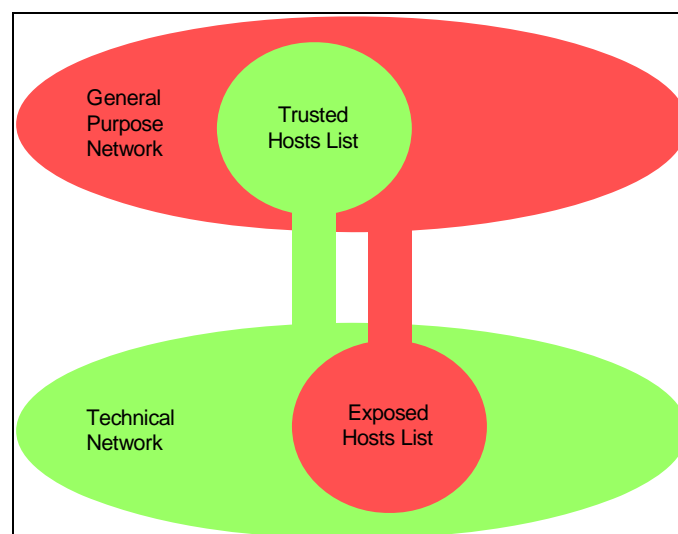 General
Purpose
Network
Trusted
Hosts List
Technical
Network
Exposed
Hosts List